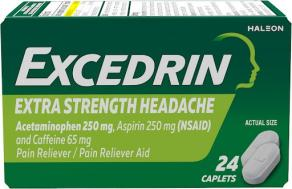 HALEON
EXCEDRIN
EXTRA STRENGTH HEADACHE
Acetaminophen 250 mg, Aspirin 250 mg (NSAID)
and Caffeine 65 mg
Pain Reliever / Pain Reliever Aid
ACTUAL SIZE
24
CAPLETS